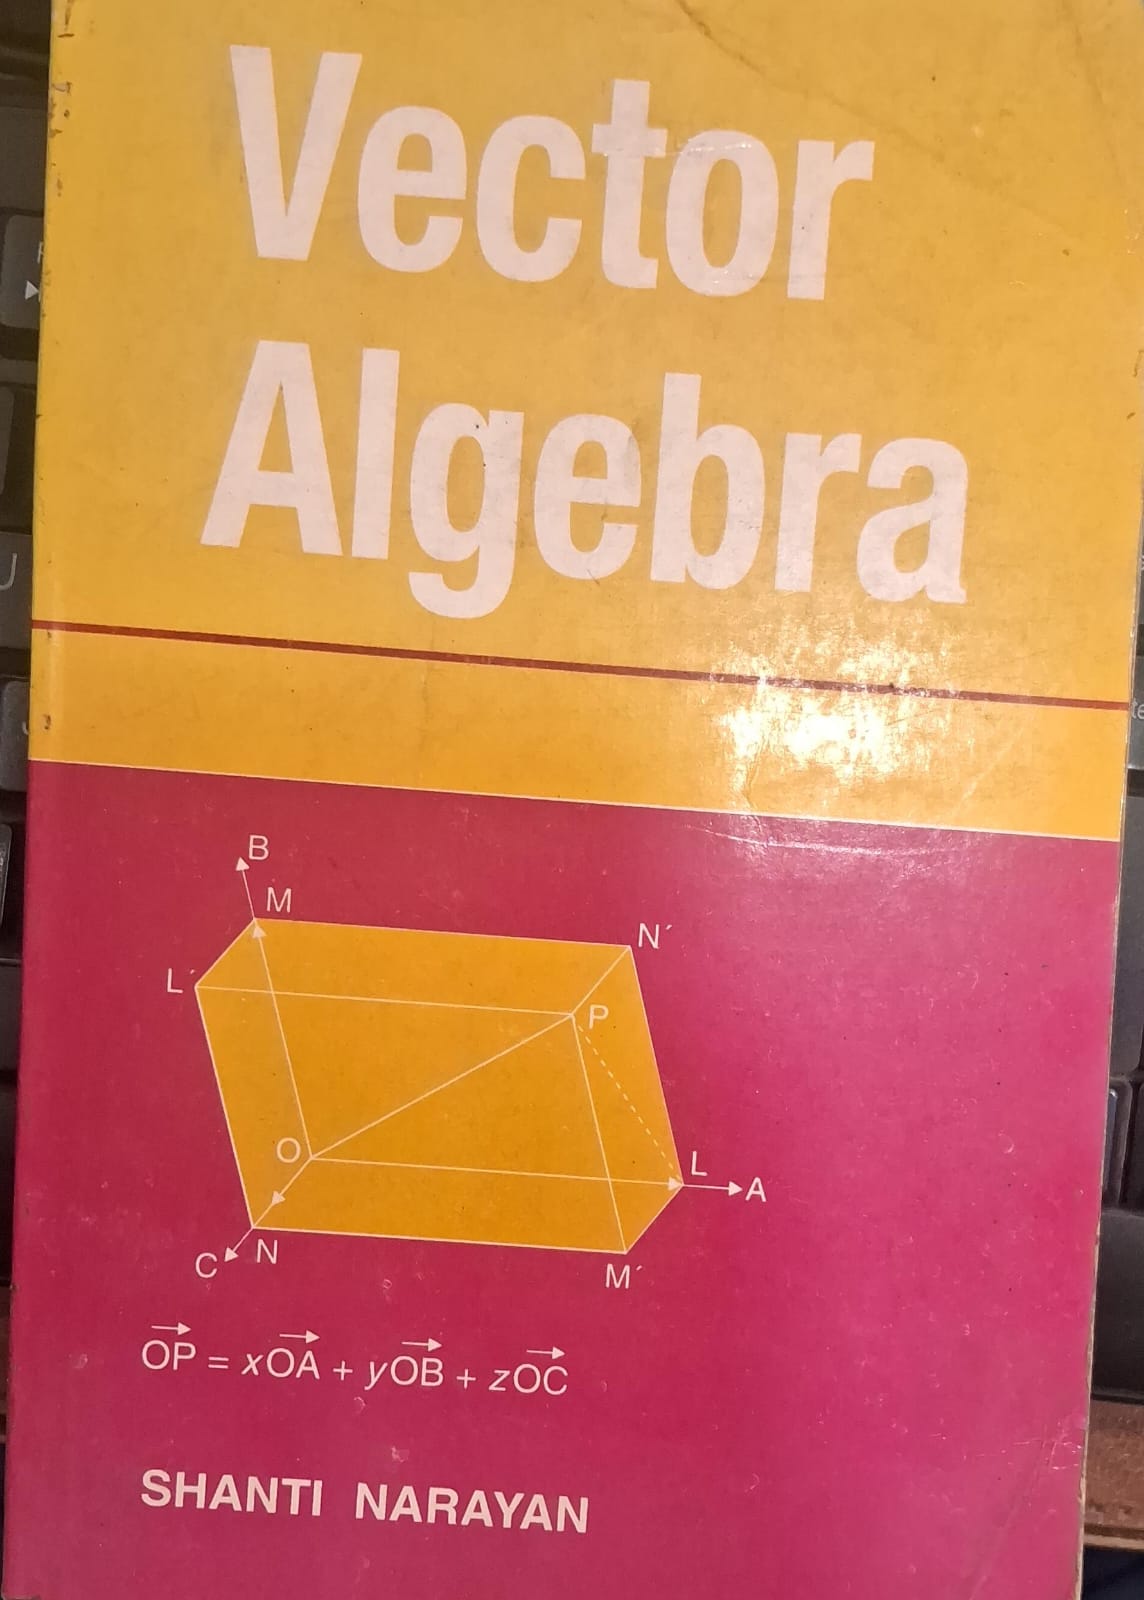 Vector
Algebra
B
M
N´
L´
P
O
L
A
C
N
M´
OP = xOA + yOB + zOC
SHANTI NARAYAN